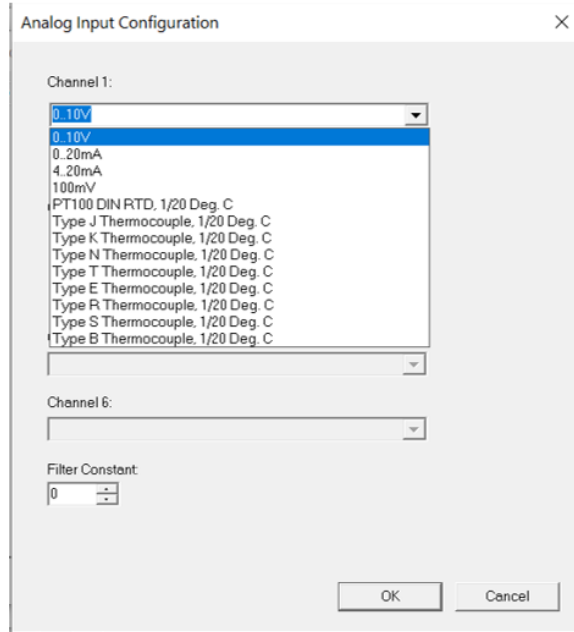 Analog Input Configuration
Channel 1:
0..10V
0..10V
0..20mA
4..20mA
100mV
PT100 DIN RTD, 1/20 Deg. C
Type J Thermocouple, 1/20 Deg. C
Type K Thermocouple, 1/20 Deg. C
Type N Thermocouple, 1/20 Deg. C
Type T Thermocouple, 1/20 Deg. C
Type E Thermocouple, 1/20 Deg. C
Type R Thermocouple, 1/20 Deg. C
Type S Thermocouple, 1/20 Deg. C
Type B Thermocouple, 1/20 Deg. C
Channel 6:
Filter Constant:
0
OK Cancel